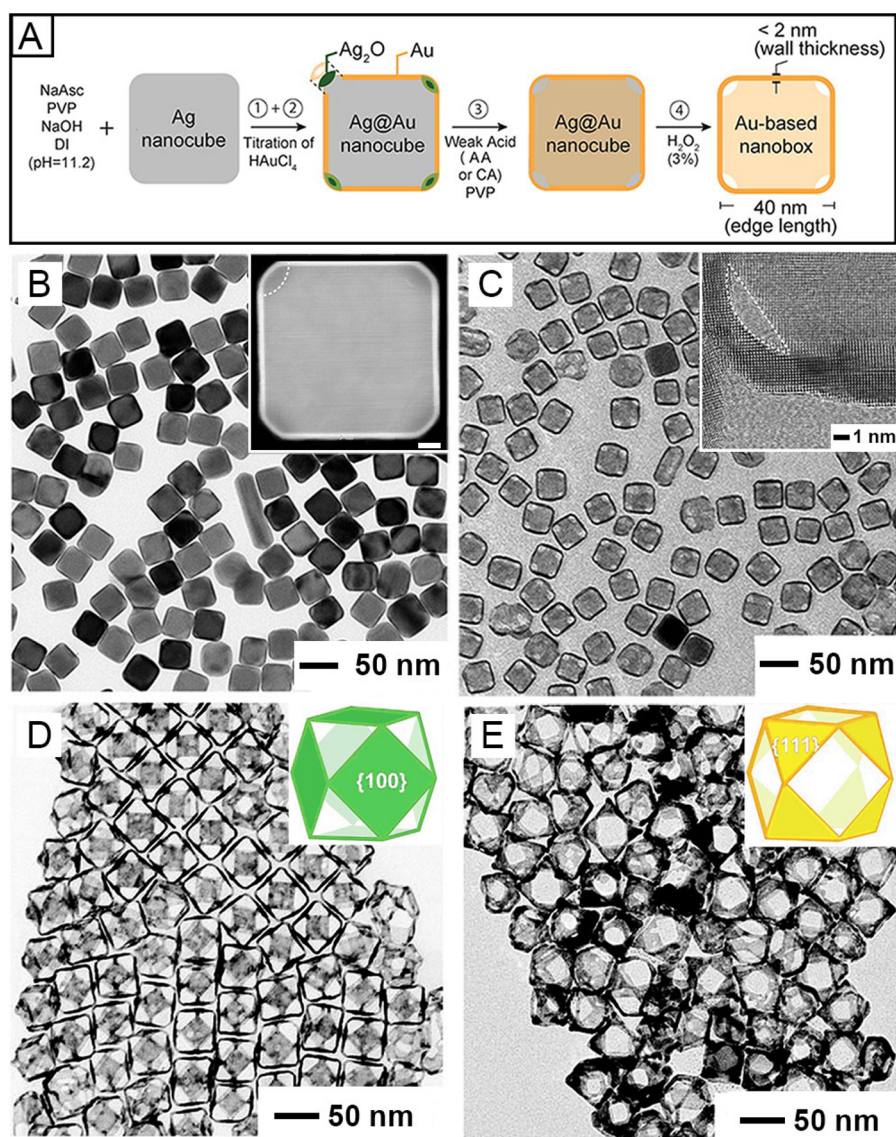 A
NaAsc
PVP
NaOH
DI
(pH=11.2)
+
Ag
nanocube
① + ②
Titration of
HAuCl4
Ag2O
Au
Ag@Au
nanocube
③
Weak Acid
( AA
or CA)
PVP
Ag@Au
nanocube
④
H2O2
(3%)
< 2 nm
(wall thickness)
Au-based
nanobox
40 nm
(edge length)
B
50 nm
C
1 nm
50 nm
D
{100}
50 nm
E
{111}
50 nm